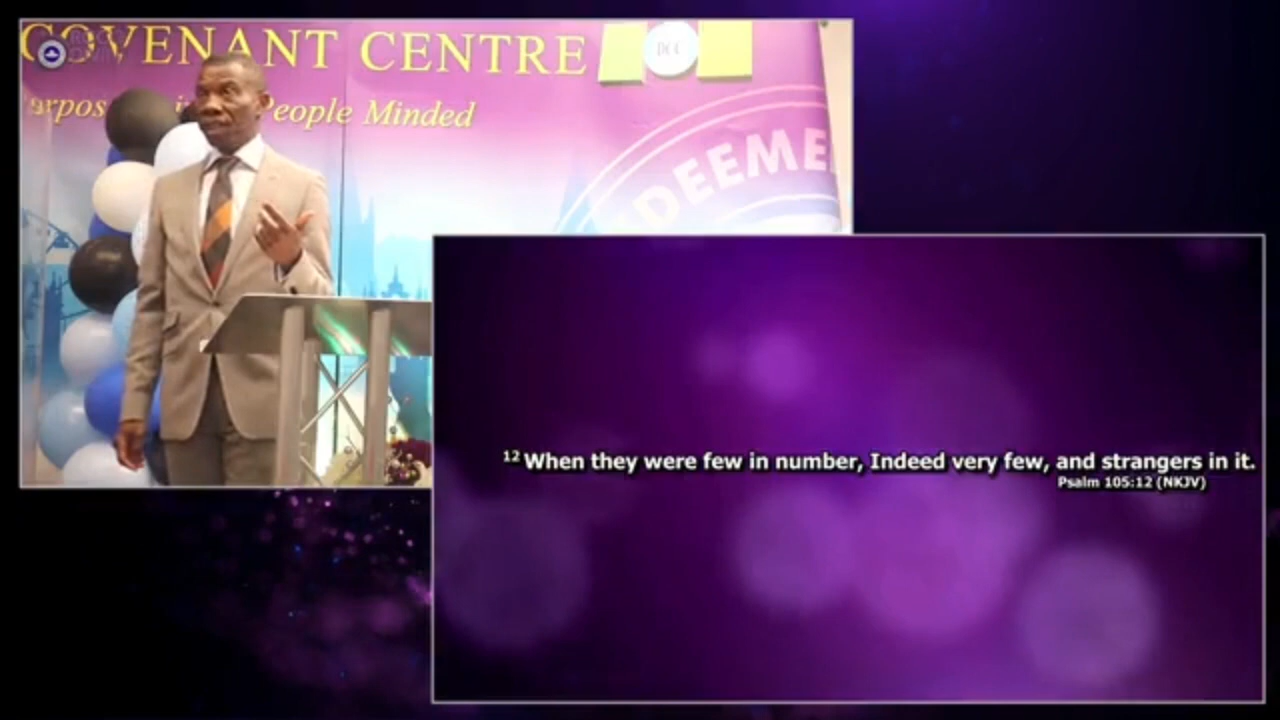 COVENANT CENTRE
DCC
People Minded
DEEME
12 When they were few in number, Indeed very few, and strangers in it.
Psalm 105:12 (NKJV)